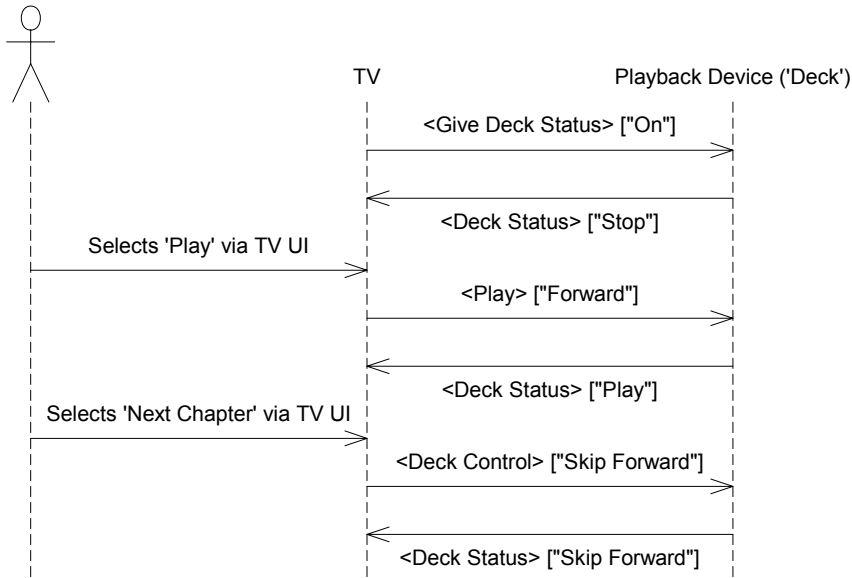 TV
Playback Device ('Deck')
<Give Deck Status> ["On"]
<Deck Status> ["Stop"]
Selects 'Play' via TV UI
<Play> ["Forward"]
<Deck Status> ["Play"]
Selects 'Next Chapter' via TV UI
<Deck Control> ["Skip Forward"]
<Deck Status> ["Skip Forward"]